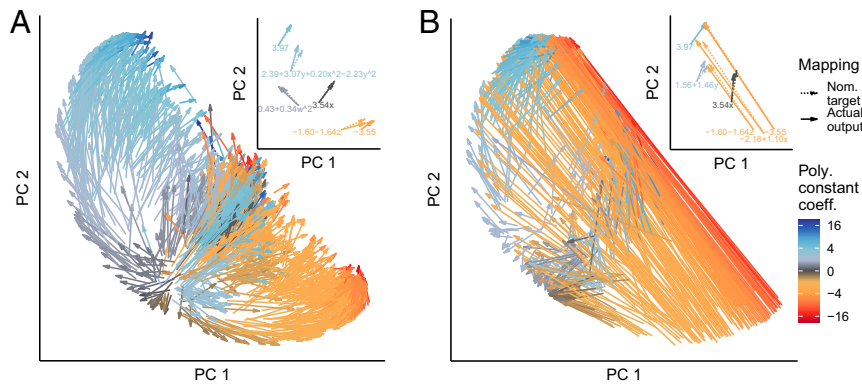 A
B
PC 2
PC 1
PC 2
3.97
2.39+3.07y+0.20x^2−2.23y^2
0.43+0.34w^2
3.54x
−1.60−1.64z
−3.55
PC 1
PC 2
PC 1
PC 2
3.97
1.56+1.46y
3.54x
−1.60−1.64z
−3.55
−2.18+1.10x
PC 1
Mapping
Nom.
target
Actual
output
Poly.
constant
coeff.
16
4
0
−4
−16